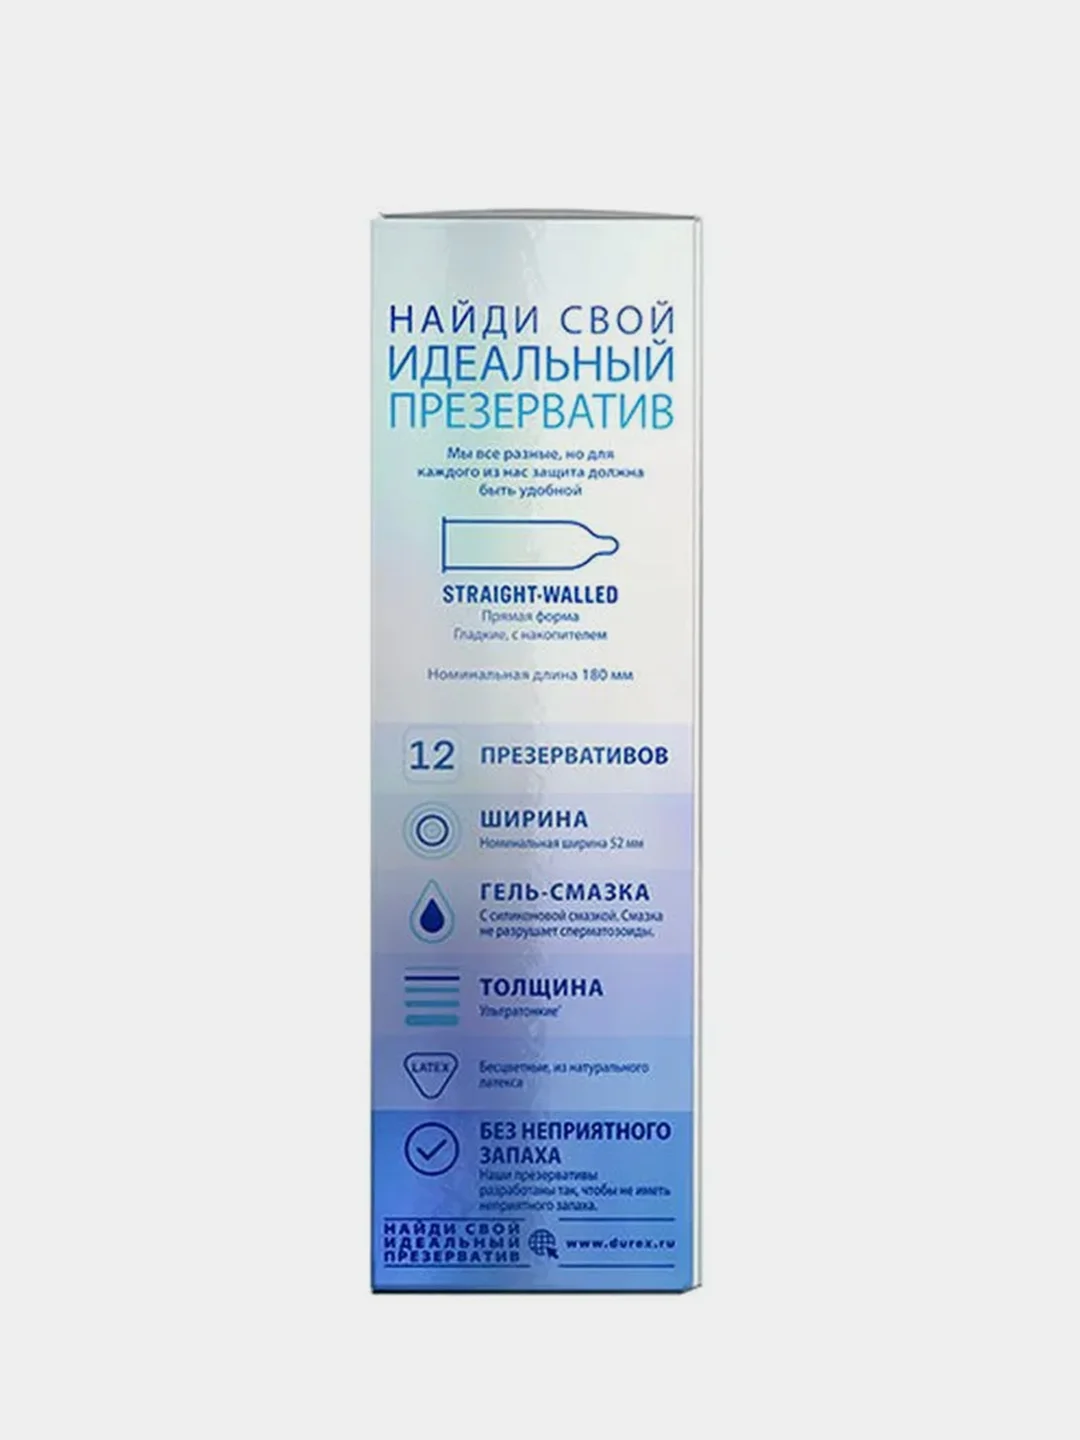 НАЙДИ СВОЙ
ИДЕАЛЬНЫЙ
ПРЕЗЕРВАТИВ
Мы все разные, но для
каждого из нас защита должна
быть удобной
STRAIGHT-WALLED
Прямая форма
Гладкие, с накопителем
Номинальная длина 180 мм
12 ПРЕЗЕРВАТИВОВ
ШИРИНА
Номинальная ширина 52 мм
ГЕЛЬ-СМАЗКА
С силиконовой смазкой. Смазка
не разрушает сперматозоиды.
ТОЛЩИНА
Ультратонкие*
LATEX
Бесцветные, из натурального
латекса
БЕЗ НЕПРИЯТНОГО
ЗАПАХА
Наши презервативы
разработаны так, чтобы не иметь
неприятного запаха.
НАЙДИ СВОЙ
ИДЕАЛЬНЫЙ
ПРЕЗЕРВАТИВ
www.durex.ru